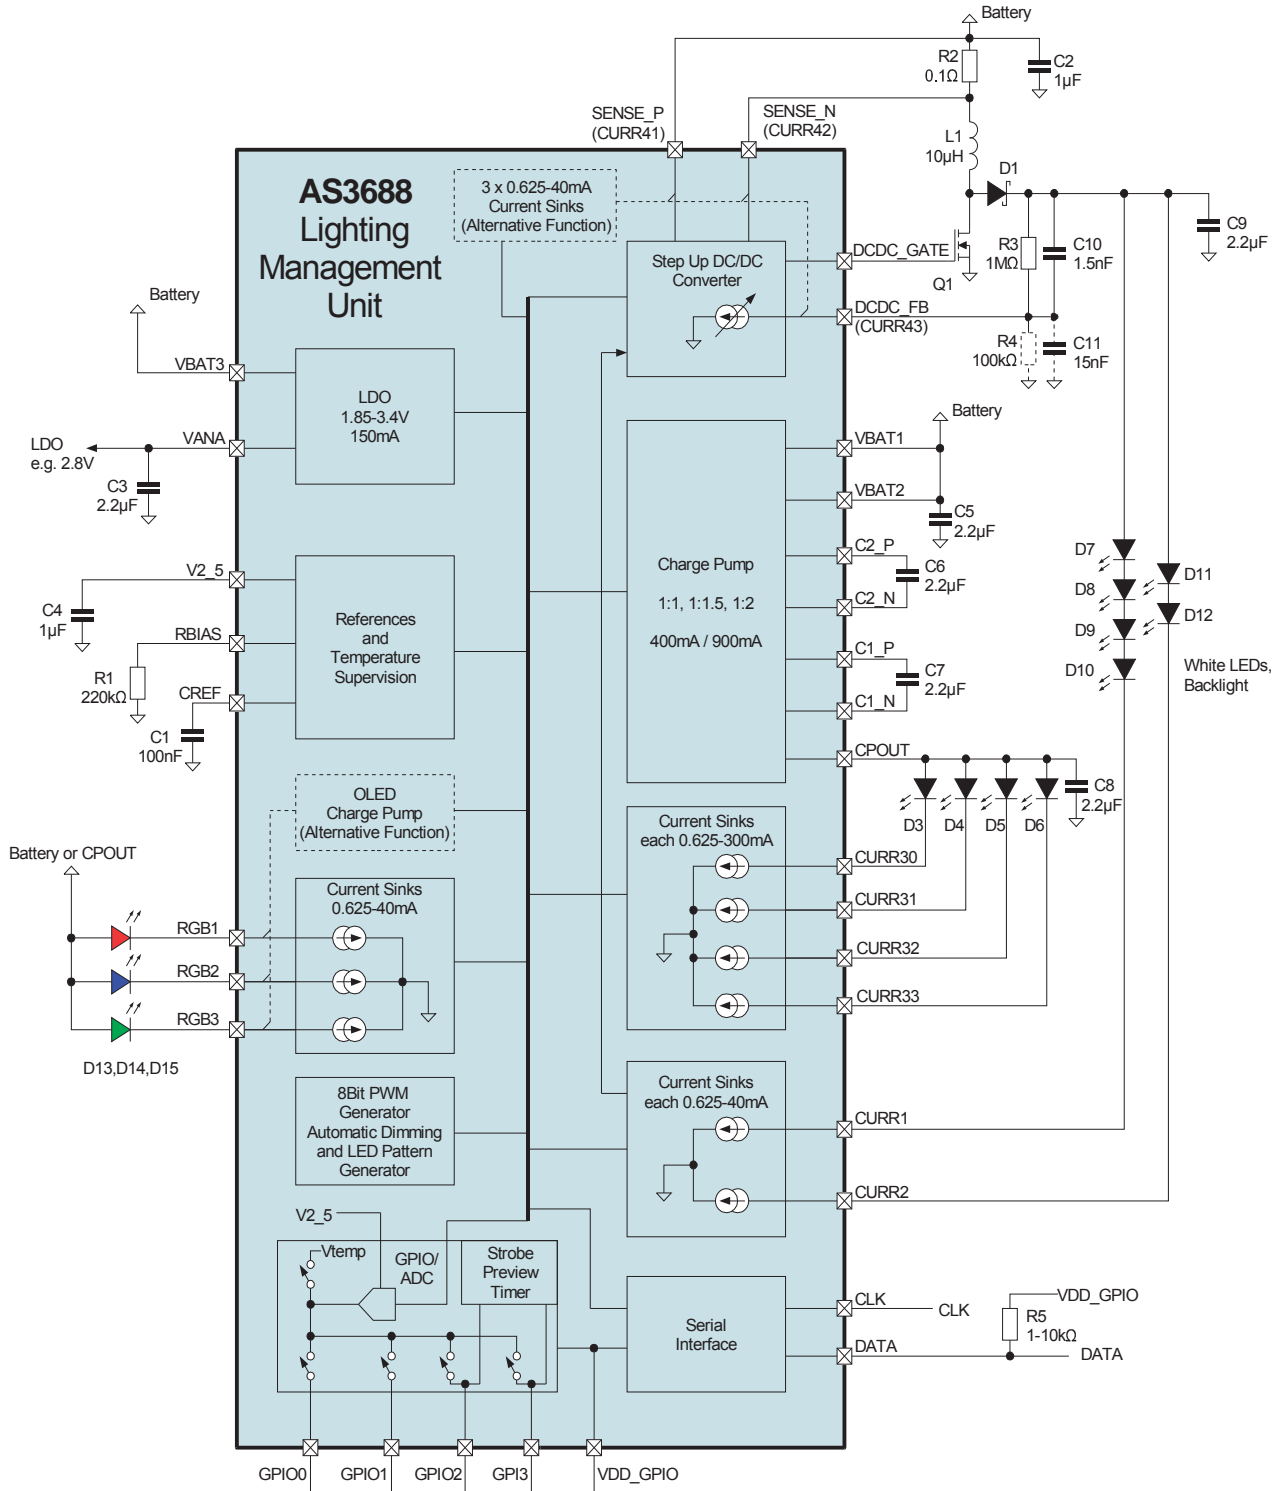 Battery
R2
0.1Ω
C2
1µF
SENSE_P
(CURR41)
SENSE_N
(CURR42)
L1
10µH
D1
AS3688
Lighting
Management
Unit
3 x 0.625-40mA
Current Sinks
(Alternative Function)
Step Up DC/DC
Converter
DCDC_GATE
Q1
R3
1MΩ
C10
1.5nF
C9
2.2µF
DCDC_FB
(CURR43)
R4
100kΩ
C11
15nF
Battery
VBAT3
LDO
1.85-3.4V
150mA
VANA
LDO
e.g. 2.8V
C3
2.2µF
Battery
VBAT1
VBAT2
C5
2.2µF
C2_P
C6
2.2µF
C2_N
Charge Pump
1:1, 1:1.5, 1:2
400mA / 900mA
C1_P
C7
2.2µF
C1_N
CPOUT
V2_5
C4
1µF
RBIAS
R1
220kΩ
CREF
C1
100nF
References
and
Temperature
Supervision
D7
D8
D9
D10
D11
D12
White LEDs,
Backlight
D3
D4
D5
D6
C8
2.2µF
OLED
Charge Pump
(Alternative Function)
Current Sinks
each 0.625-300mA
CURR30
CURR31
CURR32
CURR33
Battery or CPOUT
Current Sinks
0.625-40mA
RGB1
RGB2
RGB3
D13,D14,D15
8Bit PWM
Generator
Automatic Dimming
and LED Pattern
Generator
Current Sinks
each 0.625-40mA
CURR1
CURR2
V2_5
Vtemp
GPIO/
ADC
Strobe
Preview
Timer
Serial
Interface
CLK
CLK
VDD_GPIO
R5
1-10kΩ
DATA
DATA
GPIO0
GPIO1
GPIO2
GPI3
VDD_GPIO